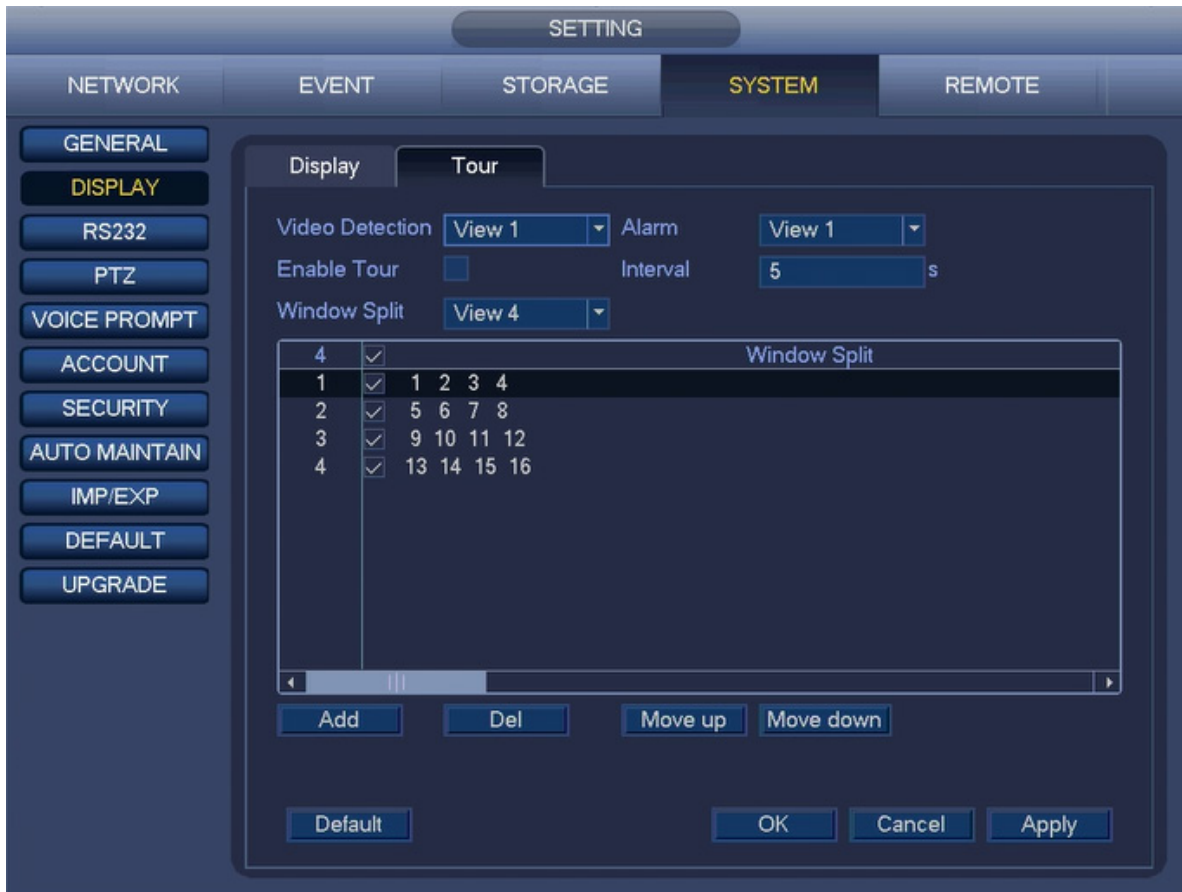 SETTING
NETWORK EVENT STORAGE SYSTEM REMOTE
GENERAL
DISPLAY
RS232
PTZ
VOICE PROMPT
ACCOUNT
SECURITY
AUTO MAINTAIN
IMP/EXP
DEFAULT
UPGRADE
Display Tour
Video Detection View 1 Alarm View 1
Enable Tour Interval 5 s
Window Split View 4
4 Window Split
1 1 2 3 4
2 5 6 7 8
3 9 10 11 12
4 13 14 15 16
Add Del Move up Move down
Default OK Cancel Apply